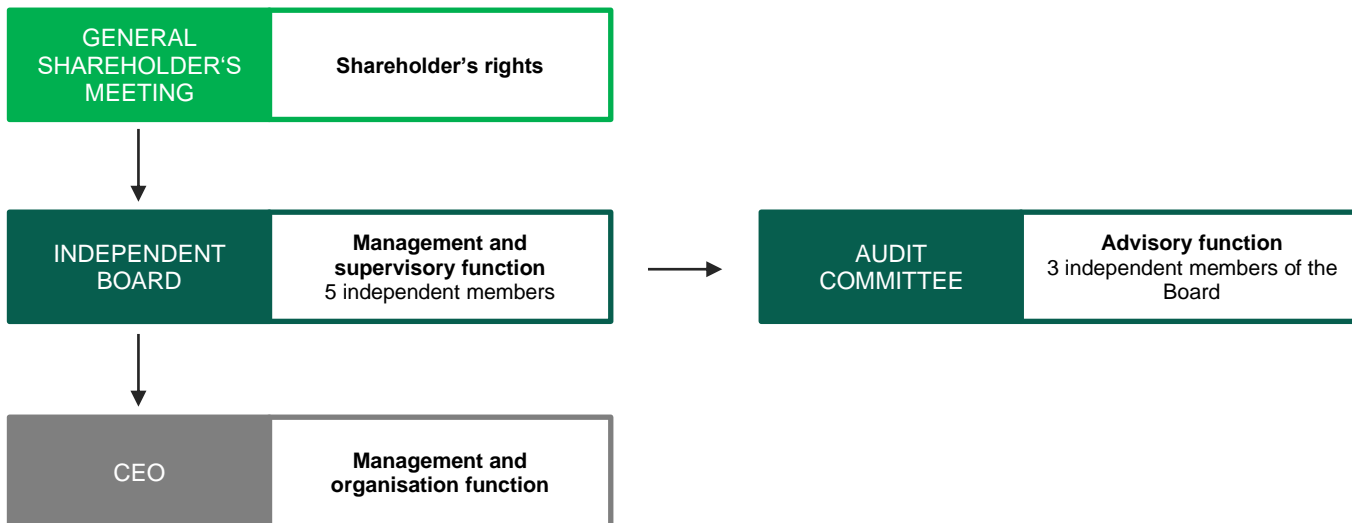 GENERAL
SHAREHOLDER‘S
MEETING
Shareholder’s rights
INDEPENDENT
BOARD
Management and
supervisory function
5 independent members
AUDIT
COMMITTEE
Advisory function
3 independent members of the
Board
CEO
Management and
organisation function